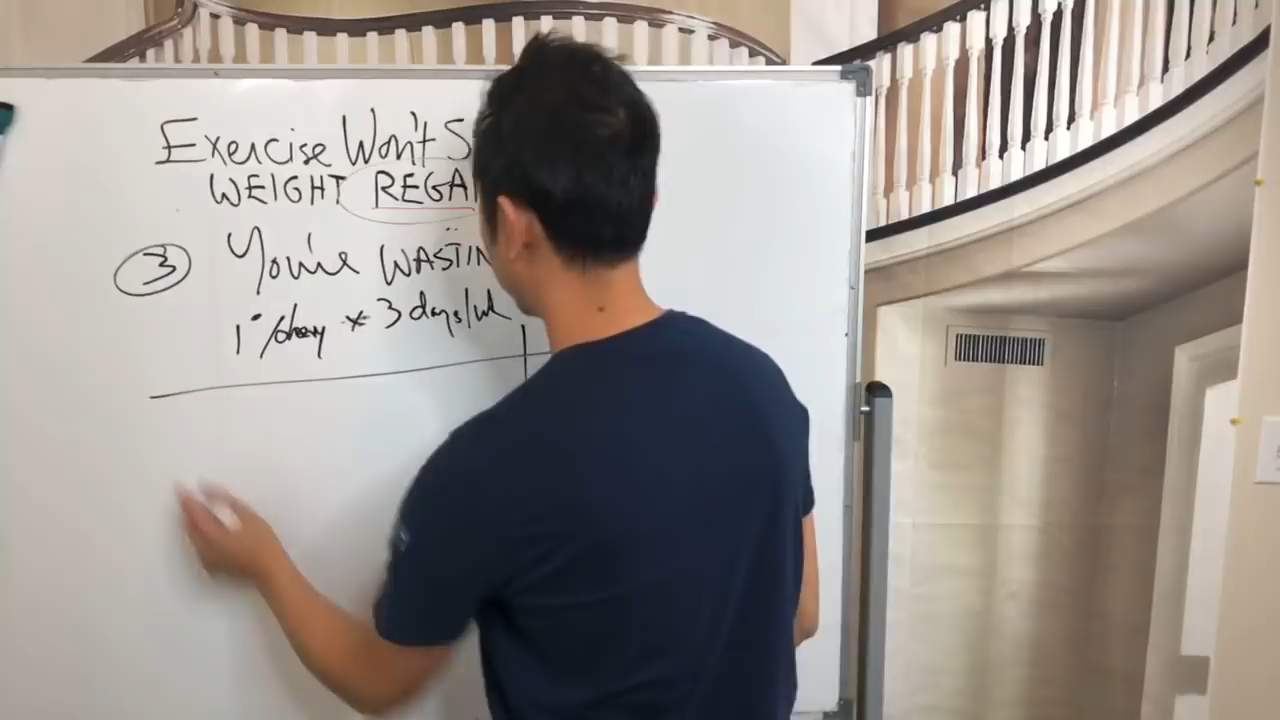 Exercise Won't S
WEIGHT REGA
③ You're WASTIN
1°/day * 3 days/wk